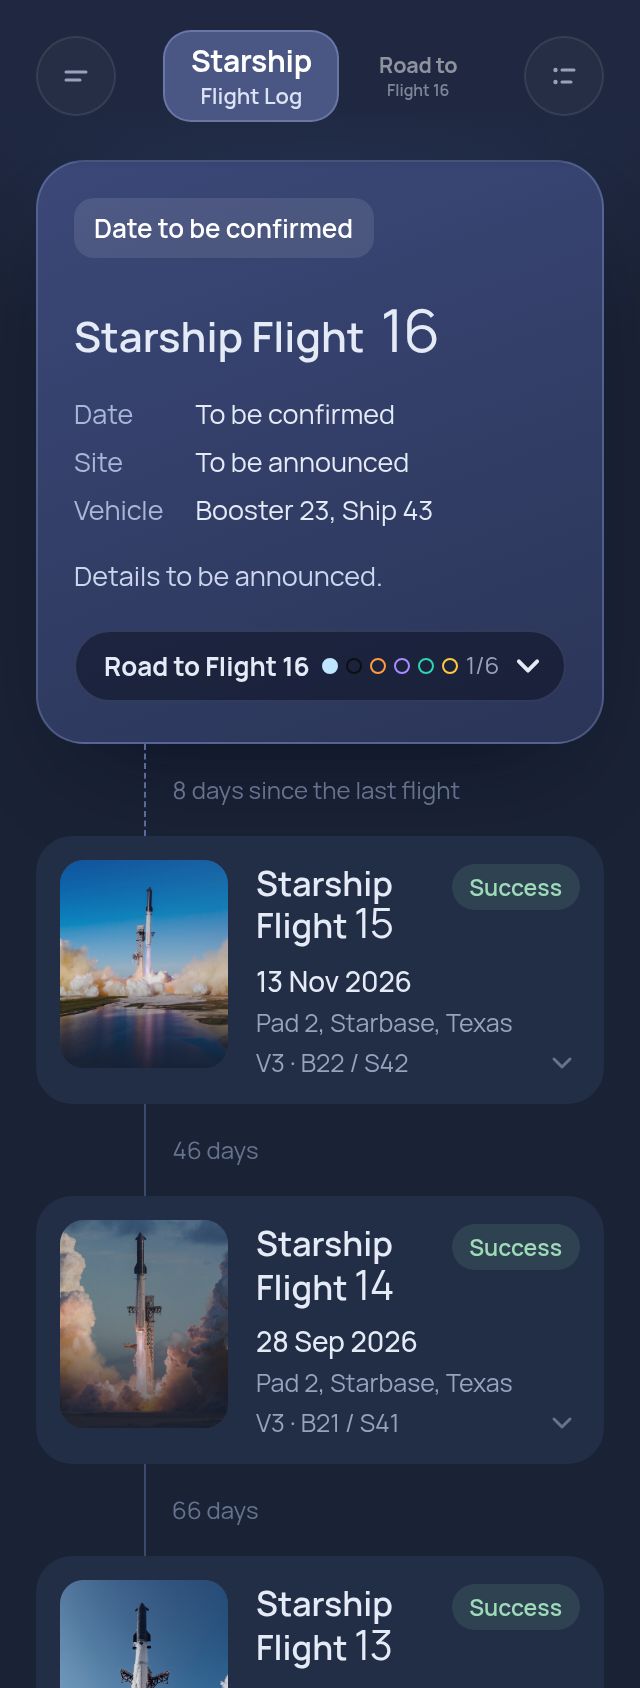 Starship
Flight Log
Road to
Flight 16
Date to be confirmed
Starship Flight 16
Date To be confirmed
Site To be announced
Vehicle Booster 23, Ship 43
Details to be announced.
Road to Flight 16 1/6
8 days since the last flight
Starship
Flight 15
Success
13 Nov 2026
Pad 2, Starbase, Texas
V3 · B22 / S42
46 days
Starship
Flight 14
Success
28 Sep 2026
Pad 2, Starbase, Texas
V3 · B21 / S41
66 days
Starship
Flight 13
Success